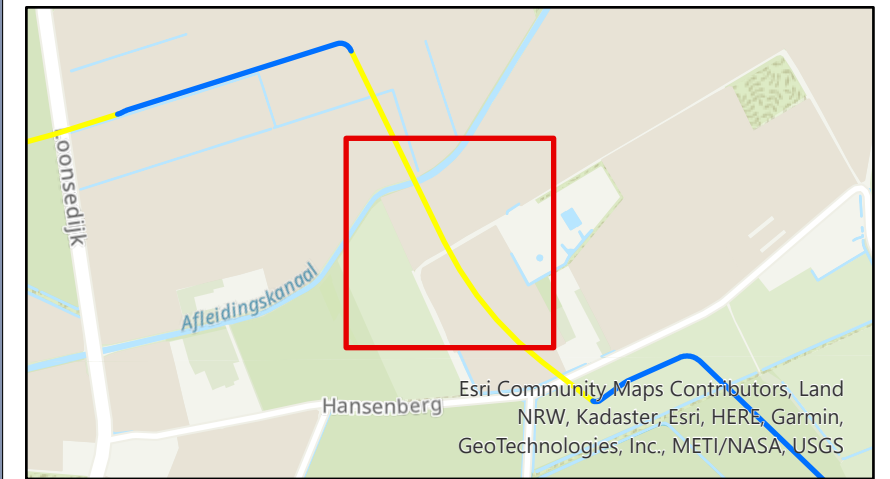 Loonsedijk
Afleidingskanaal
Hansenberg
Esri Community Maps Contributors, Land
NRW, Kadaster, Esri, HERE, Garmin,
GeoTechnologies, Inc., METI/NASA, USGS